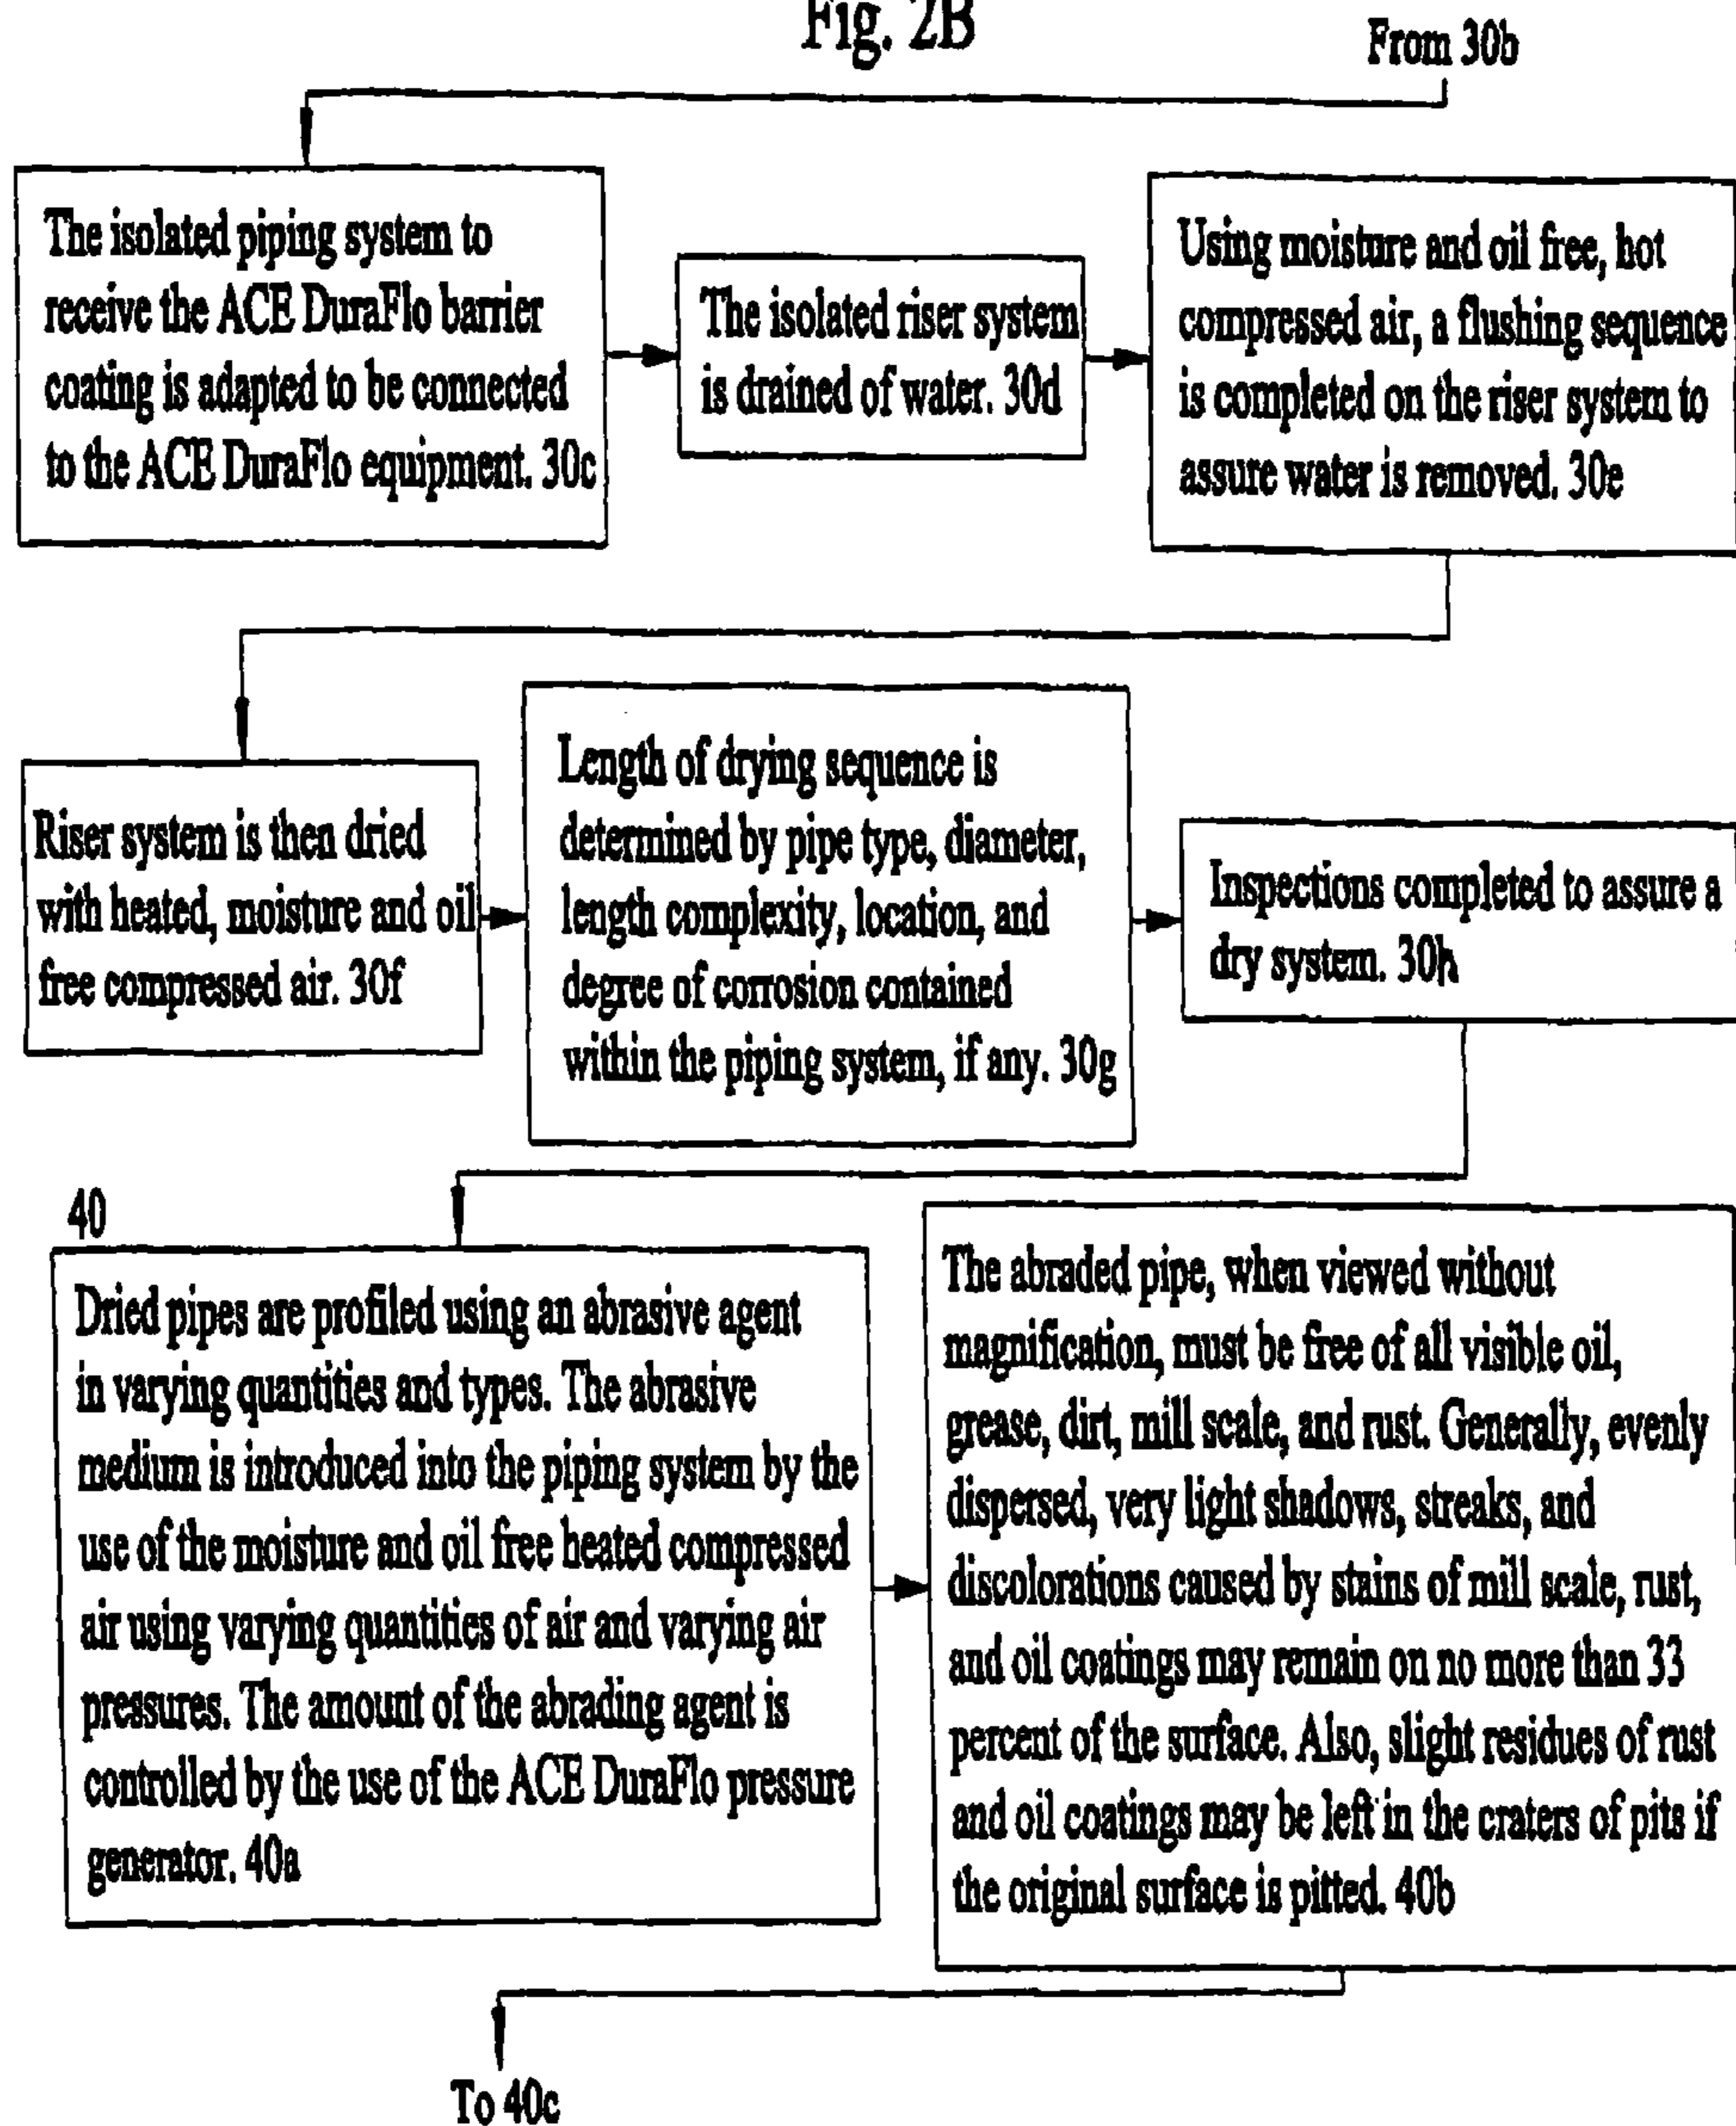 Fig. 2B
From 30b
The isolated piping system to
receive the ACE DuraFlo barrier
coating is adapted to be connected
to the ACE DuraFlo equipment. 30c
The isolated riser system
is drained of water. 30d
Using moisture and oil free, hot
compressed air, a flushing sequence
is completed on the riser system to
assure water is removed. 30e
Riser system is then dried
with heated, moisture and oil
free compressed air. 30f
Length of drying sequence is
determined by pipe type, diameter,
length complexity, location, and
degree of corrosion contained
within the piping system, if any. 30g
Inspections completed to assure a
dry system. 30h
40
Dried pipes are profiled using an abrasive agent
in varying quantities and types. The abrasive
medium is introduced into the piping system by the
use of the moisture and oil free heated compressed
air using varying quantities of air and varying air
pressures. The amount of the abrading agent is
controlled by the use of the ACE DuraFlo pressure
generator. 40a
The abraded pipe, when viewed without
magnification, must be free of all visible oil,
grease, dirt, mill scale, and rust. Generally, evenly
dispersed, very light shadows, streaks, and
discolorations caused by stains of mill scale, rust,
and oil coatings may remain on no more than 33
percent of the surface. Also, slight residues of rust
and oil coatings may be left in the craters of pits if
the original surface is pitted. 40b
To 40c